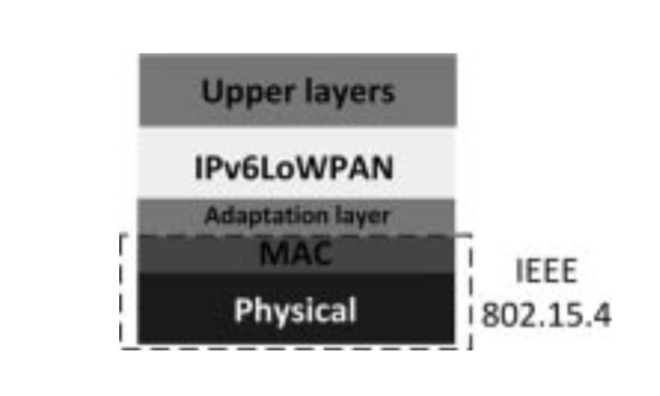 Upper layers
IPv6LoWPAN
Adaptation layer
MAC
Physical
IEEE
802.15.4